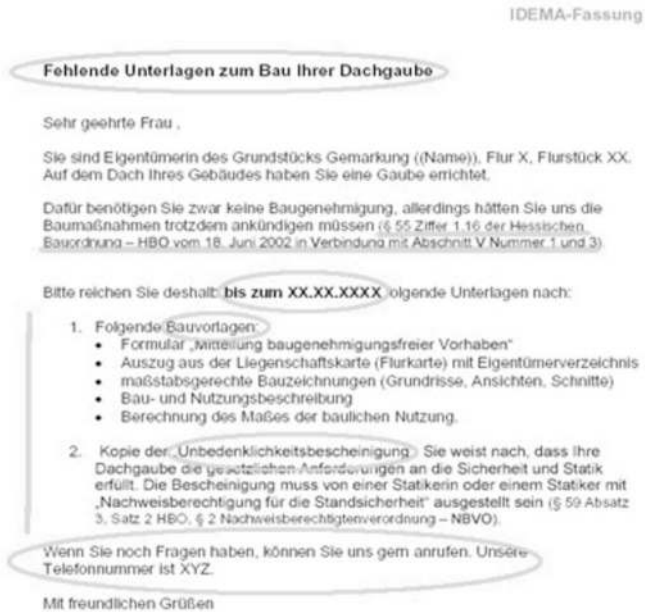 IDEMA-Fassung
Fehlende Unterlagen zum Bau Ihrer Dachgaube
Sehr geehrte Frau ,
Sie sind Eigentümerin des Grundstücks Gemarkung ((Name)), Flur X, Flurstück XX.
Auf dem Dach Ihres Gebäudes haben Sie eine Gaube errichtet.
Dafür benötigen Sie zwar keine Baugenehmigung, allerdings hätten Sie uns die
Baumaßnahmen trotzdem ankündigen müssen (§ 55 Ziffer 1.16 der Hessischen
Bauordnung – HBO vom 18. Juni 2002 in Verbindung mit Abschnitt V Nummer 1 und 3).
Bitte reichen Sie deshalb bis zum XX.XX.XXXX olgende Unterlagen nach:
1. Folgende Bauvorlagen:
• Formular „Mitteilung baugenehmigungsfreier Vorhaben“
• Auszug aus der Liegenschaftskarte (Flurkarte) mit Eigentümerverzeichnis
• maßstabsgerechte Bauzeichnungen (Grundrisse, Ansichten, Schnitte)
• Bau- und Nutzungsbeschreibung
• Berechnung des Maßes der baulichen Nutzung.
2. Kopie der „Unbedenklichkeitsbescheinigung Sie weist nach, dass Ihre
Dachgaube die gesetzlichen Anforderungen an die Sicherheit und Statik
erfüllt. Die Bescheinigung muss von einer Statikerin oder einem Statiker mit
„Nachweisberechtigung für die Standsicherheit“ ausgestellt sein (§ 59 Absatz
3, Satz 2 HBO, § 2 Nachweisberechtigtenverordnung – NBVO).
Wenn Sie noch Fragen haben, können Sie uns gern anrufen. Unsere
Telefonnummer ist XYZ.
Mit freundlichen Grüßen